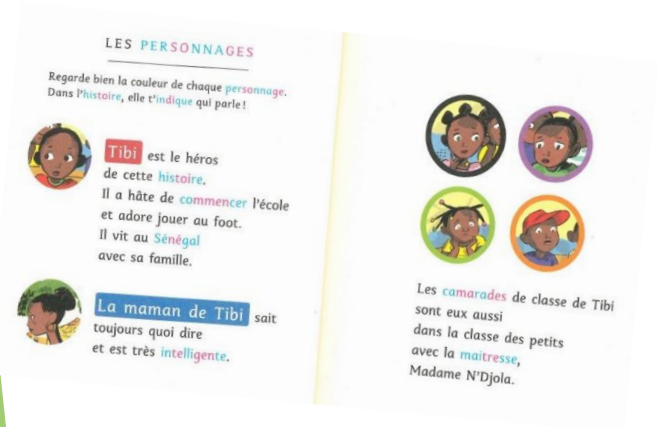 LES PERSONNAGES
Regarde bien la couleur de chaque personnage.
Dans l'histoire, elle t'indique qui parle !
Tibi est le héros
de cette histoire.
Il a hâte de commencer l'école
et adore jouer au foot.
Il vit au Sénégal
avec sa famille.
La maman de Tibi sait
toujours quoi dire
et est très intelligente.
Les camarades de classe de Tibi
sont eux aussi
dans la classe des petits
avec la maitresse,
Madame N'Djola.